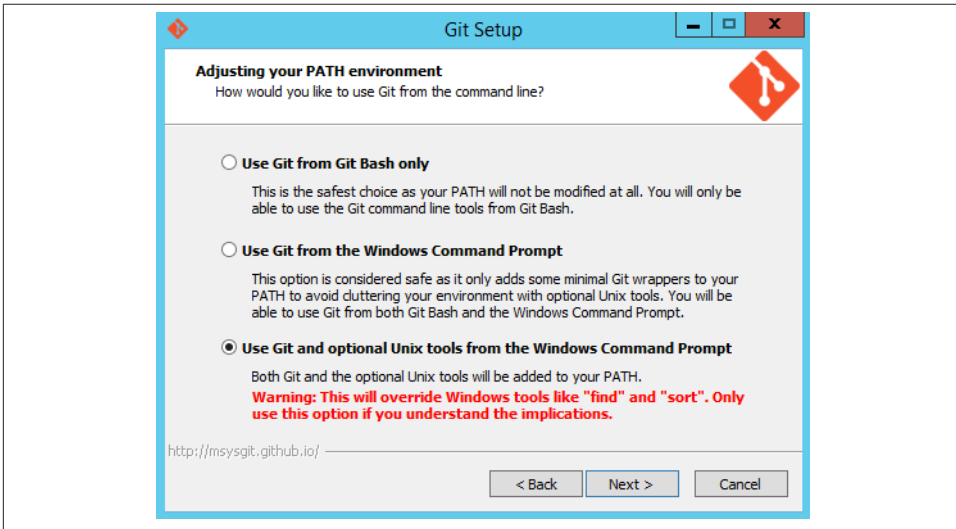 Git Setup
Adjusting your PATH environment
How would you like to use Git from the command line?
Use Git from Git Bash only
This is the safest choice as your PATH will not be modified at all. You will only be
able to use the Git command line tools from Git Bash.
Use Git from the Windows Command Prompt
This option is considered safe as it only adds some minimal Git wrappers to your
PATH to avoid cluttering your environment with optional Unix tools. You will be
able to use Git from both Git Bash and the Windows Command Prompt.
Use Git and optional Unix tools from the Windows Command Prompt
Both Git and the optional Unix tools will be added to your PATH.
Warning: This will override Windows tools like "find" and "sort". Only
use this option if you understand the implications.
http://msysgit.github.io/
< Back Next > Cancel